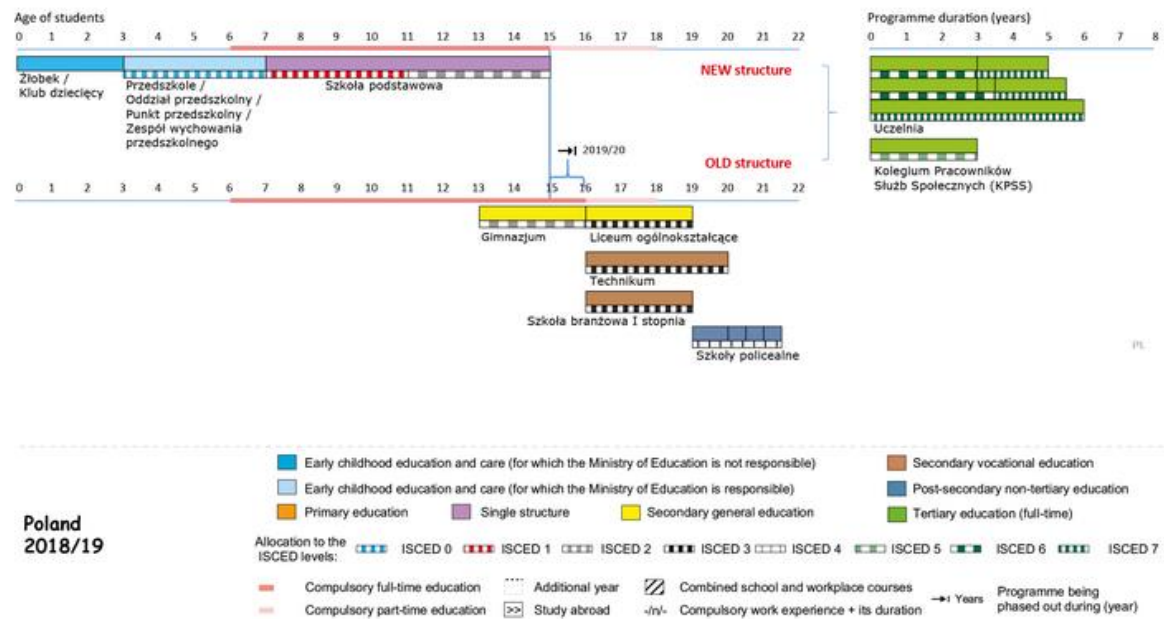 Age of students
Programme duration (years)
0 1 2 3 4 5 6 7 8 9 10 11 12 13 14 15 16 17 18 19 20 21 22
0 1 2 3 4 5 6 7 8
NEW structure
Żłobek /
Klub dziecięcy
Przedszkole /
Oddział przedszkolny /
Punkt przedszkolny /
Zespół wychowania
przedszkolnego
Szkoła podstawowa
Uczelnia
2019/20
OLD structure
Kolegium Pracowników
Służb Społecznych (KPSS)
0 1 2 3 4 5 6 7 8 9 10 11 12 13 14 15 16 17 18 19 20 21 22
Gimnazjum
Liceum ogólnokształcące
Technikum
Szkoła branżowa I stopnia
Szkoły policealne
PL
Poland
2018/19
Early childhood education and care (for which the Ministry of Education is not responsible)
Secondary vocational education
Early childhood education and care (for which the Ministry of Education is responsible)
Post-secondary non-tertiary education
Primary education
Single structure
Secondary general education
Tertiary education (full-time)
Allocation to the
ISCED levels:
ISCED 0
ISCED 1
ISCED 2
ISCED 3
ISCED 4
ISCED 5
ISCED 6
ISCED 7
Compulsory full-time education
Additional year
Combined school and workplace courses
Years
Programme being
phased out during (year)
Compulsory part-time education
>> Study abroad
-/n/- Compulsory work experience + its duration